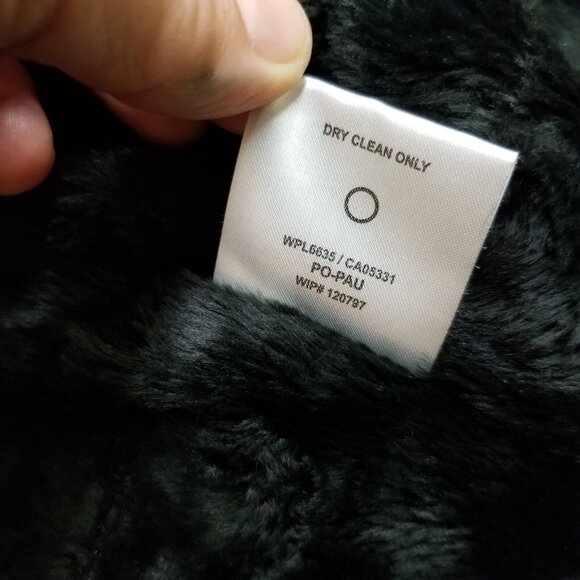 DRY CLEAN ONLY
WPL6635 / CA05331
PO-PAU
WIP# 120797